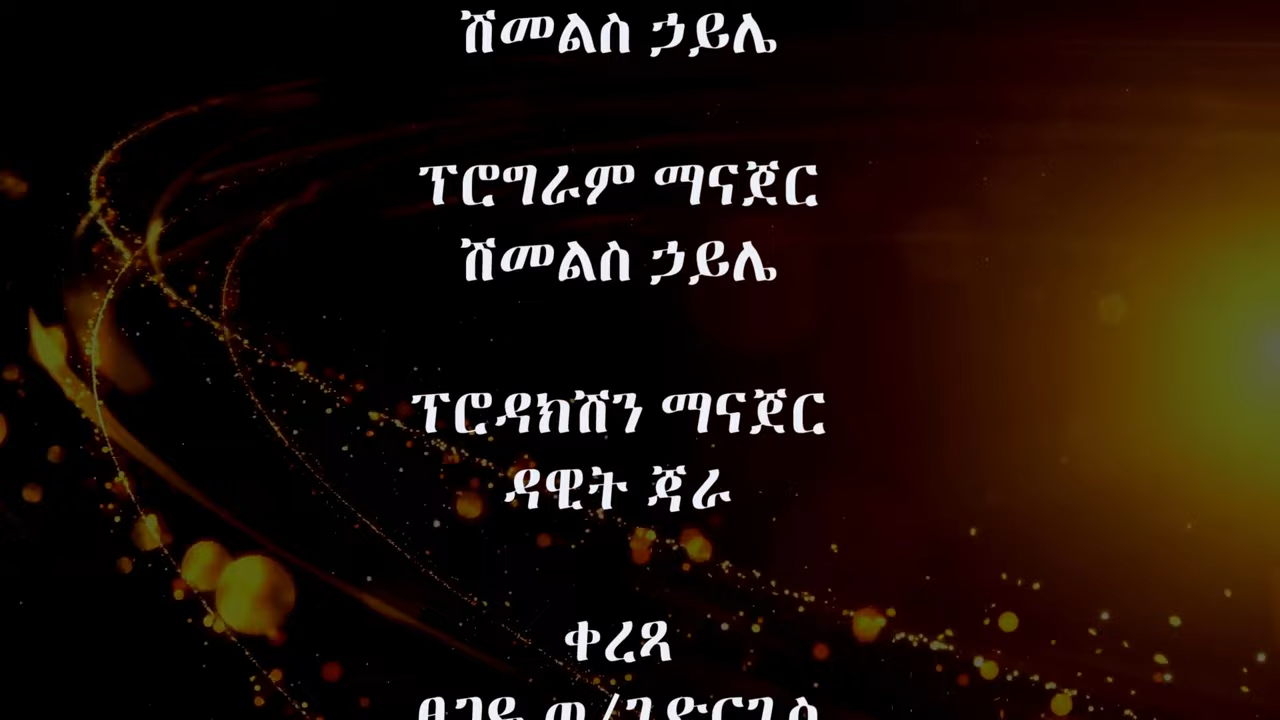 ሽመልስ ኃይሌ
ፕሮግራም ማናጀር
ሽመልስ ኃይሌ
ፕሮዳክሽን ማናጀር
ዳዊት ጃራ
ቀረጻ